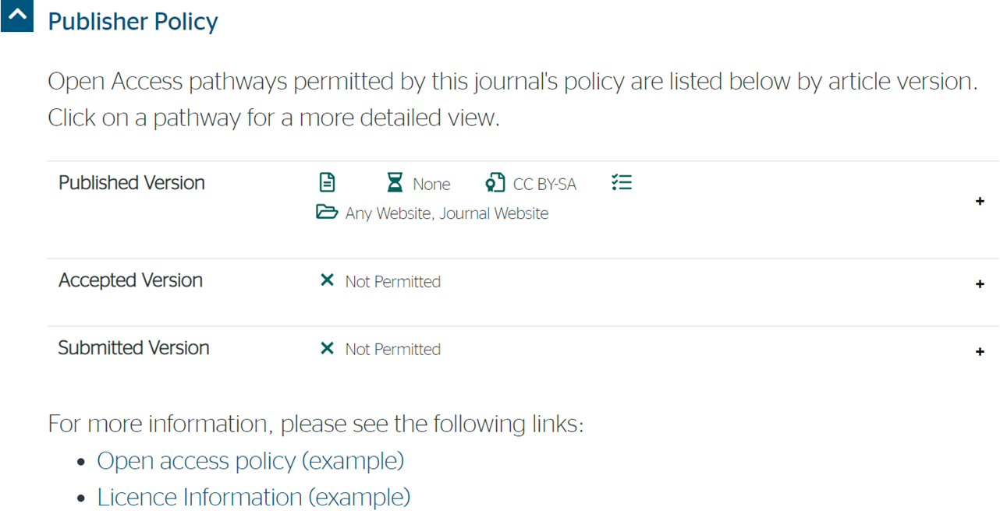 Publisher Policy
Open Access pathways permitted by this journal's policy are listed below by article version.
Click on a pathway for a more detailed view.
Published Version
None
CC BY-SA
Any Website, Journal Website
+
Accepted Version
Not Permitted
+
Submitted Version
Not Permitted
+
For more information, please see the following links:
• Open access policy (example)
• Licence Information (example)